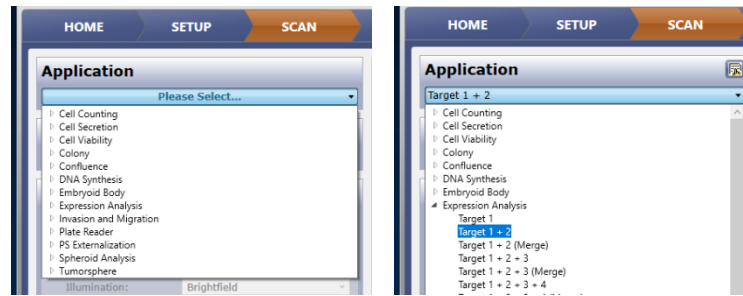 HOME SETUP SCAN
Application
Please Select...
Cell Counting
Cell Secretion
Cell Viability
Colony
Confluence
DNA Synthesis
Embryoid Body
Expression Analysis
Invasion and Migration
Plate Reader
PS Externalization
Spheroid Analysis
Tumorsphere
Illumination: Brightfield
HOME SETUP SCAN
Application
Target 1 + 2
Cell Counting
Cell Secretion
Cell Viability
Colony
Confluence
DNA Synthesis
Embryoid Body
Expression Analysis
Target 1
Target 1 + 2
Target 1 + 2 (Merge)
Target 1 + 2 + 3
Target 1 + 2 + 3 (Merge)
Target 1 + 2 + 3 + 4